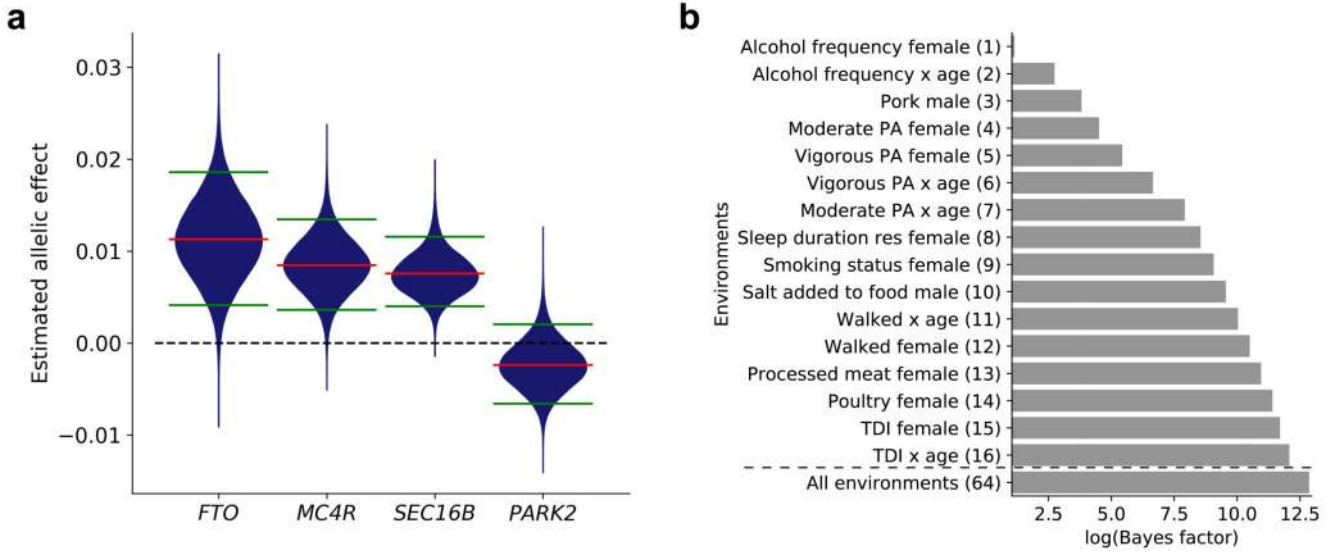 a
Estimated allelic effect
0.03
0.02
0.01
0.00
−0.01
FTO
MC4R
SEC16B
PARK2
b
Environments
Alcohol frequency female (1)
Alcohol frequency x age (2)
Pork male (3)
Moderate PA female (4)
Vigorous PA female (5)
Vigorous PA x age (6)
Moderate PA x age (7)
Sleep duration res female (8)
Smoking status female (9)
Salt added to food male (10)
Walked x age (11)
Walked female (12)
Processed meat female (13)
Poultry female (14)
TDI female (15)
TDI x age (16)
All environments (64)
2.5 5.0 7.5 10.0 12.5
log(Bayes factor)